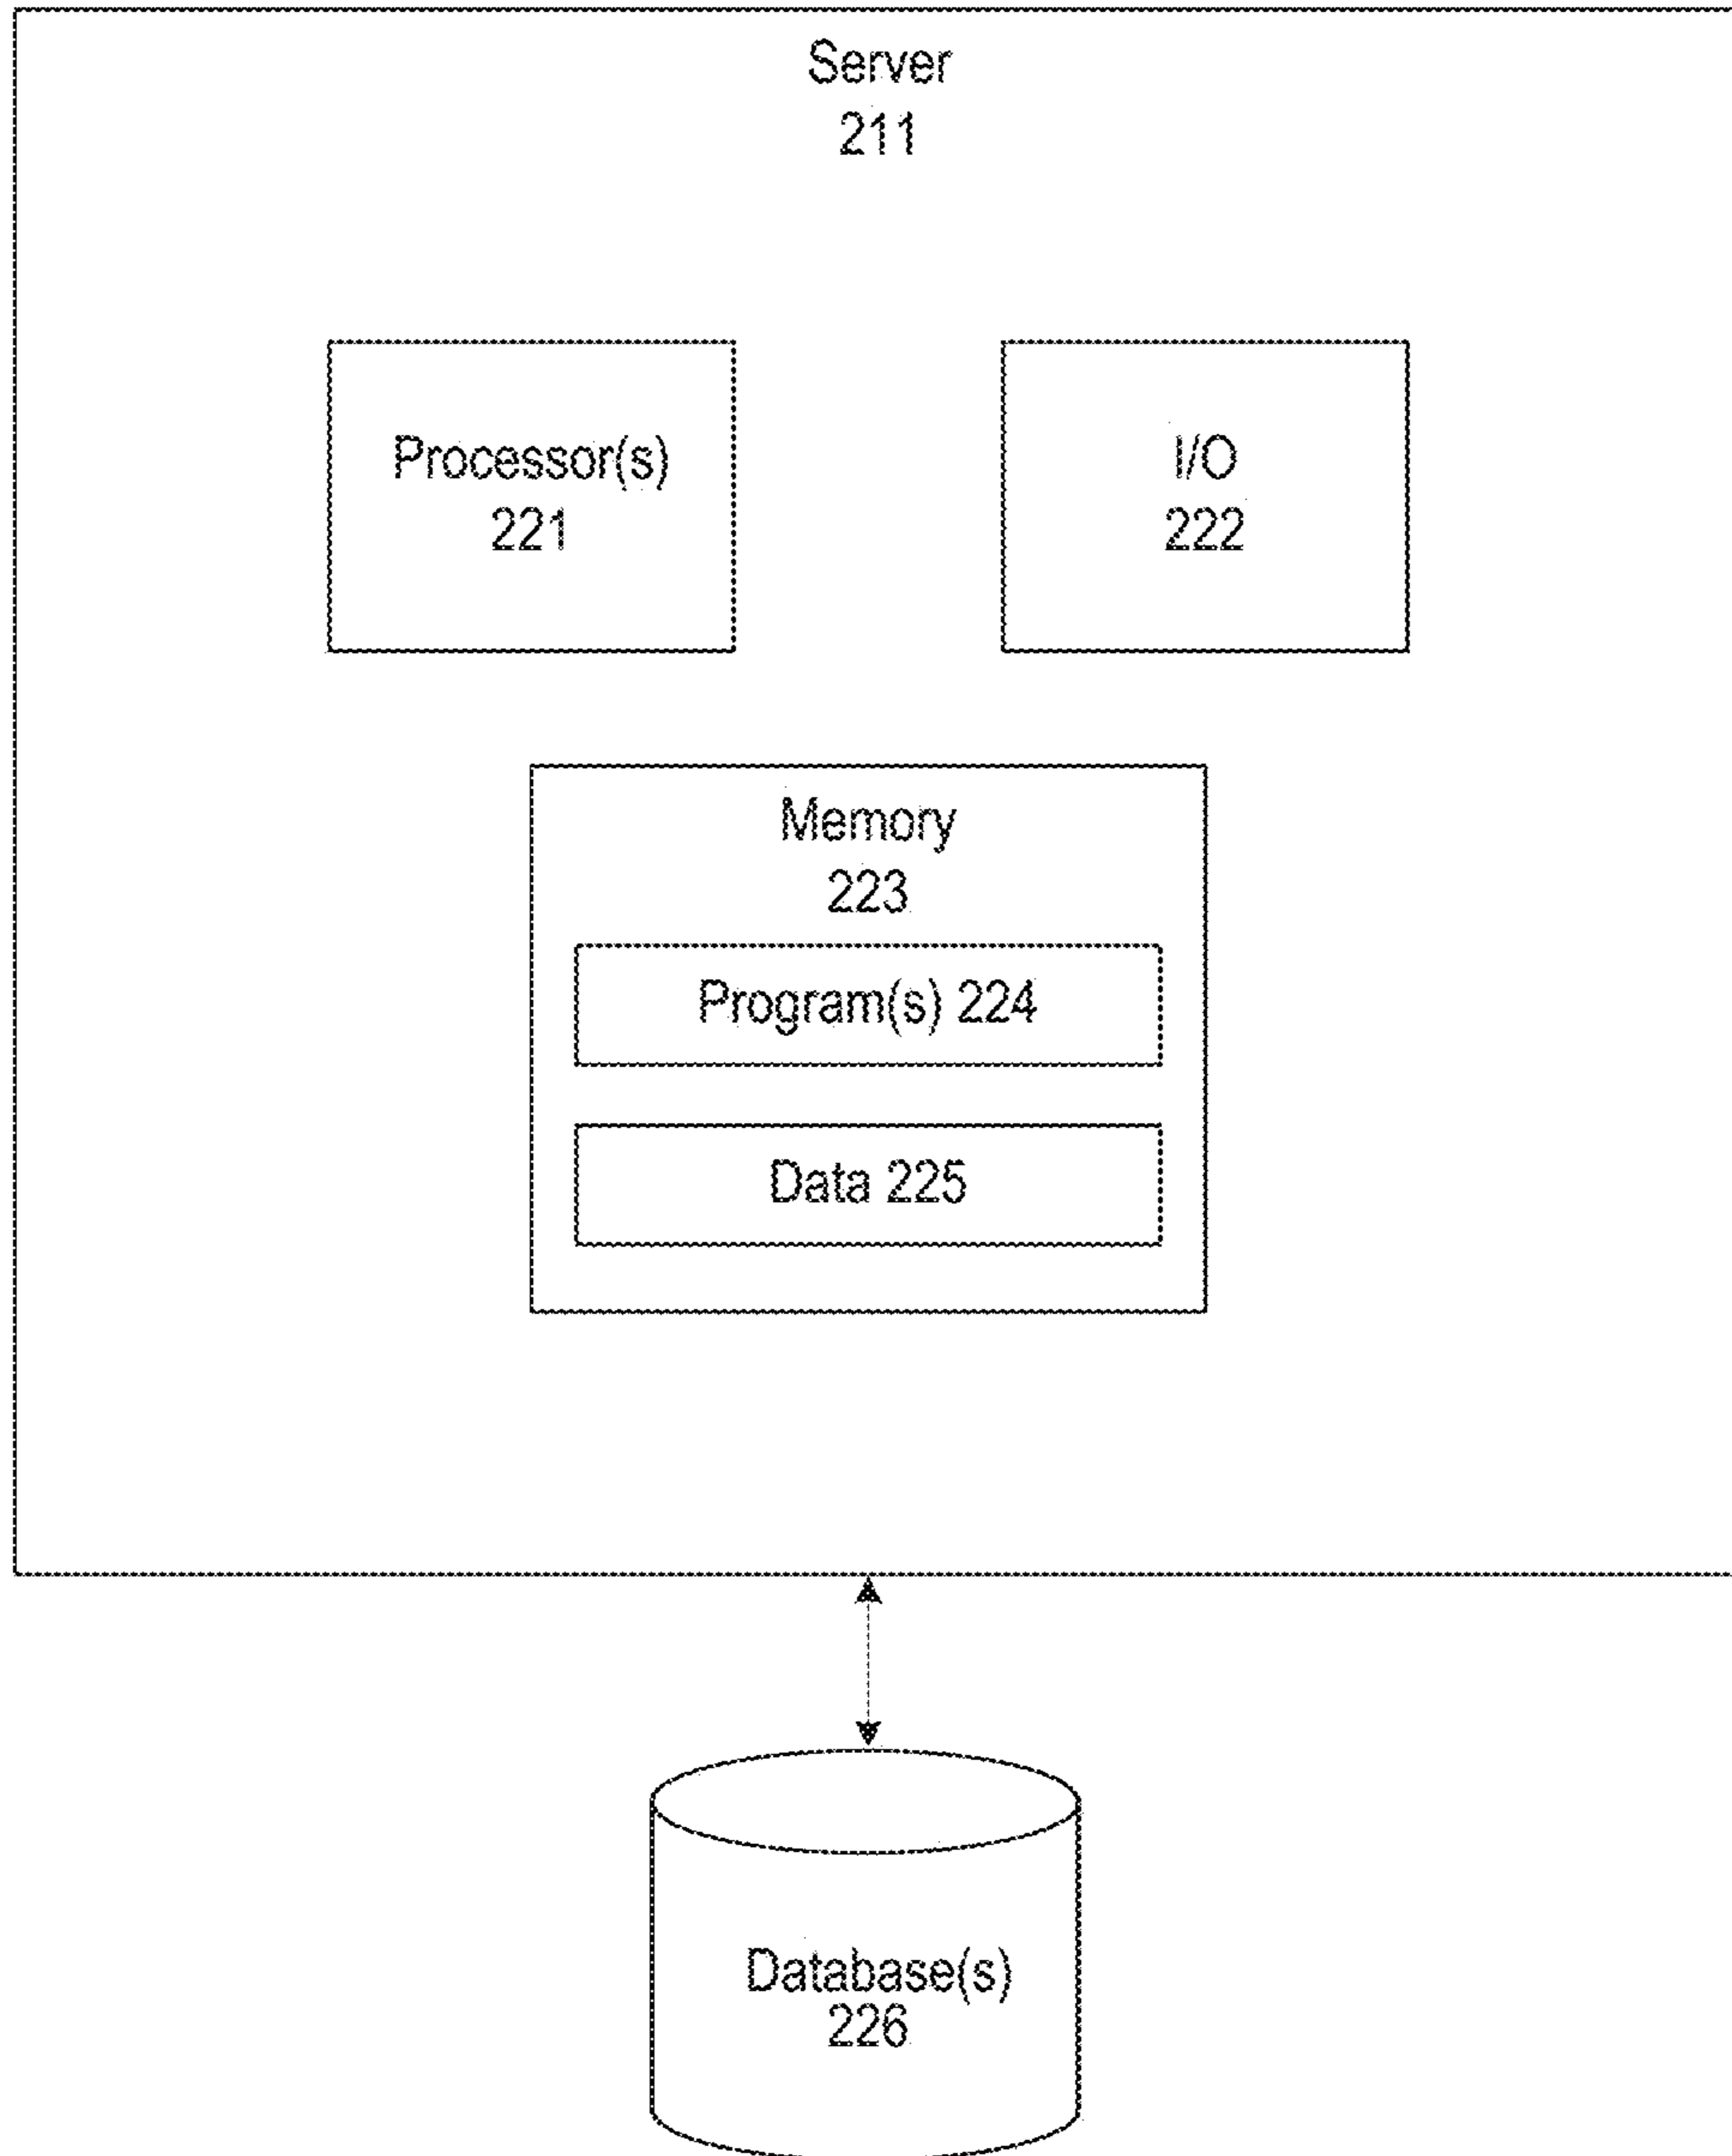 Server
211
Processor(s)
221
I/O
222
Memory
223
Program(s) 224
Data 225
Database(s)
226